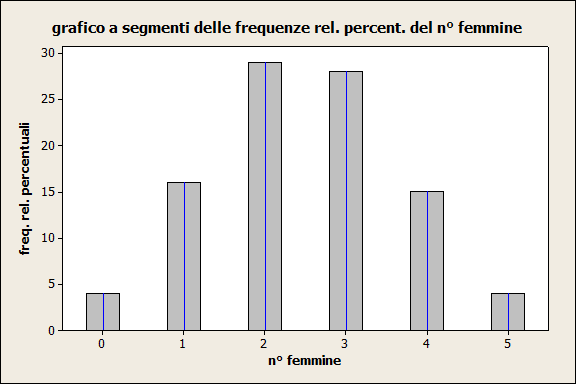 grafico a segmenti delle frequenze rel. percent. del n° femmine
30
25
20
15
10
5
0
freq. rel. percentuali
0 1 2 3 4 5
n° femmine